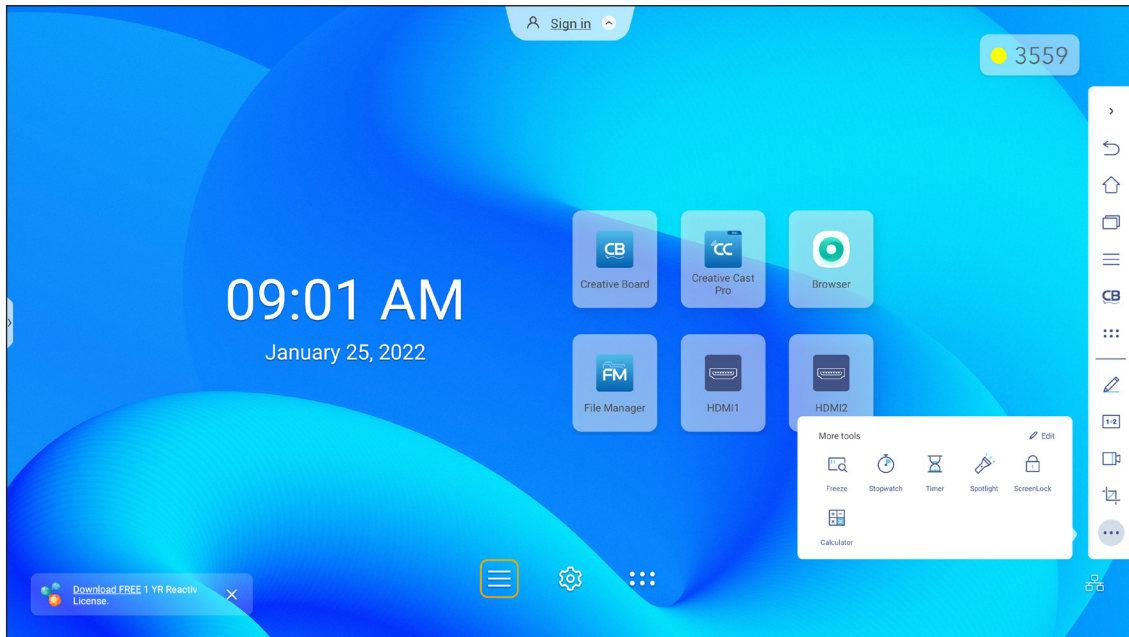 Sign in
3559
09:01 AM
January 25, 2022
CB
Creative Board
CC
Creative Cast
Pro
Browser
FM
File Manager
HDMI1
HDMI2
CB
1÷2
More tools
Edit
Freeze
Stopwatch
Timer
Spotlight
ScreenLock
Calculator
Download FREE 1 YR Reactiv
License.